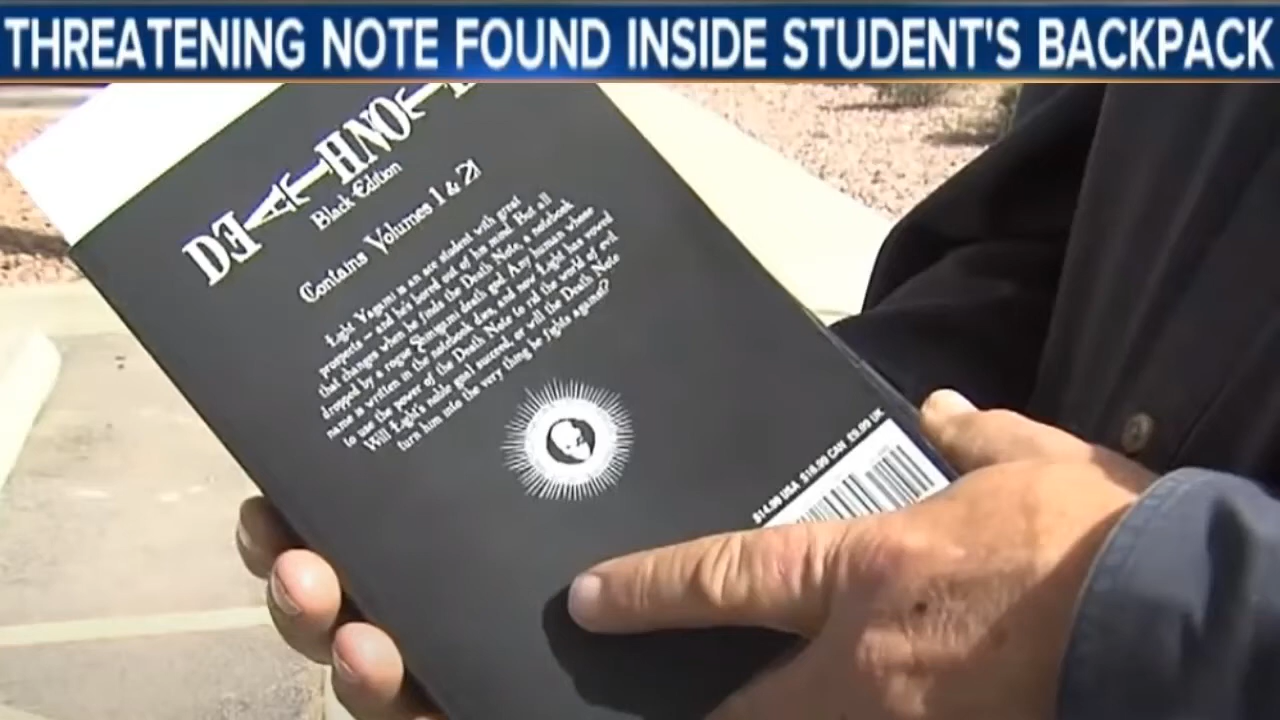 THREATENING NOTE FOUND INSIDE STUDENT'S BACKPACK
DEATH NOTE
Black Edition
Contains Volumes 1 & 2!
Light Yagami is an ace student with great
prospects – and he's bored out of his mind. But all
that changes when he finds the Death Note, a notebook
dropped by a rogue Shinigami death god. Any human whose
name is written in the notebook dies, and now Light has vowed
to use the power of the Death Note to rid the world of evil
Will Light's noble goal succeed, or will the Death Note
turn him into the very thing he fights against?
$14.99 USA $16.99 CAN £9.99 UK